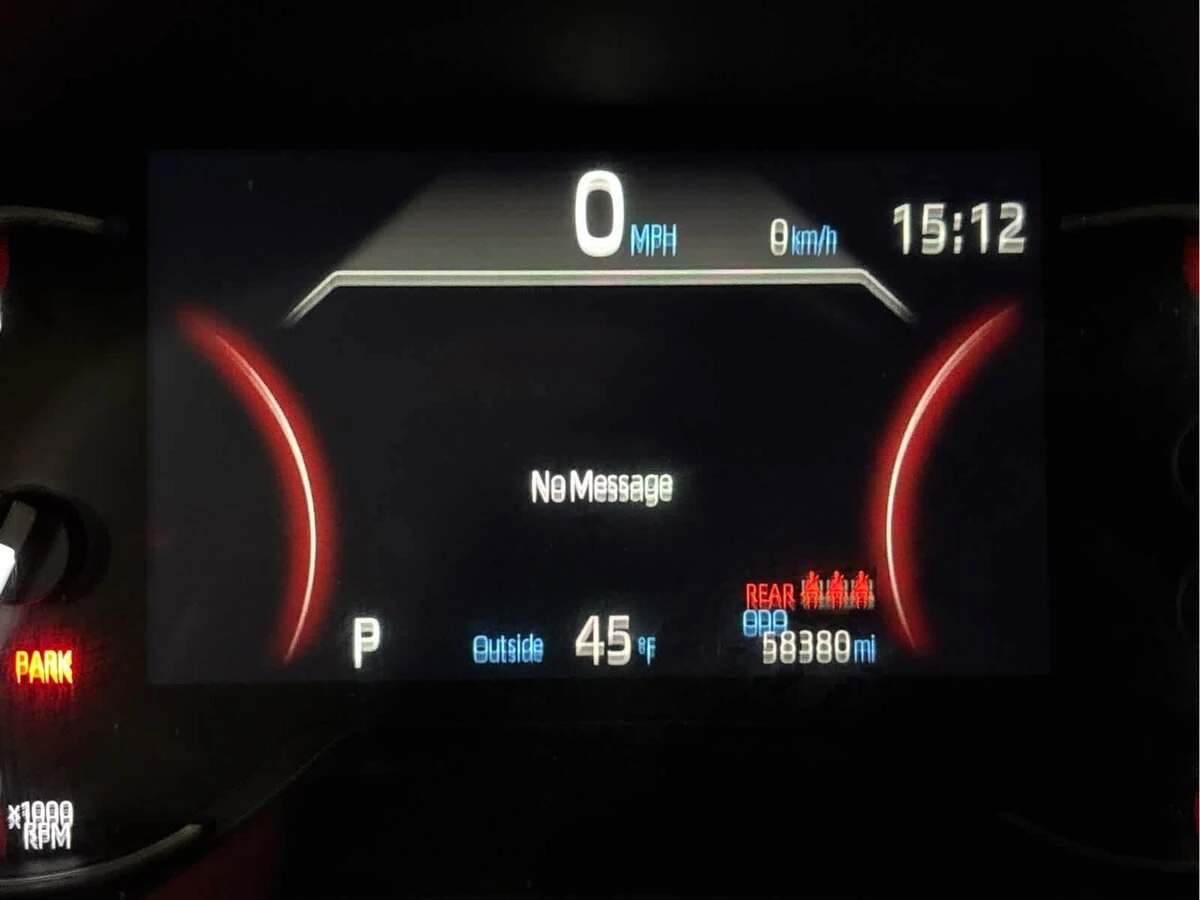 0 MPH 0 km/h 15:12
No Message
REAR
ODO
P Outside 45 °F 58380 mi
PARK
x1000
RPM